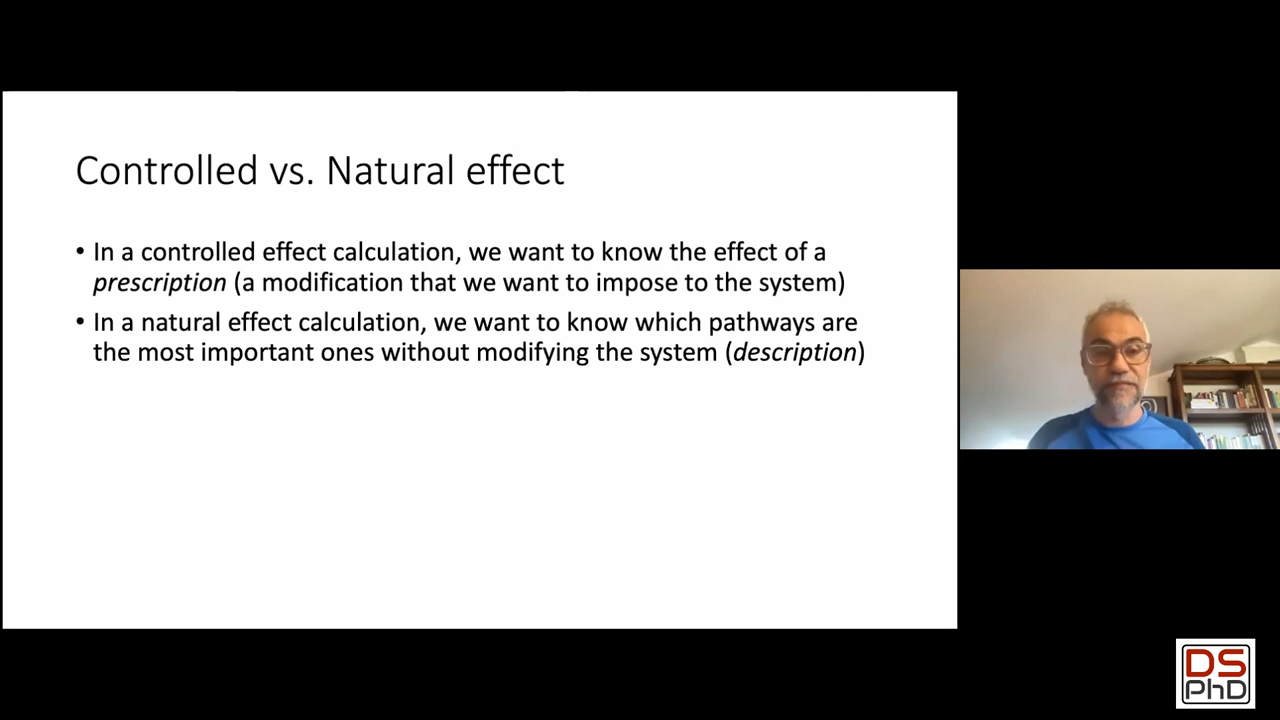 Controlled vs. Natural effect
• In a controlled effect calculation, we want to know the effect of a
prescription (a modification that we want to impose to the system)
• In a natural effect calculation, we want to know which pathways are
the most important ones without modifying the system (description)
DS
PhD